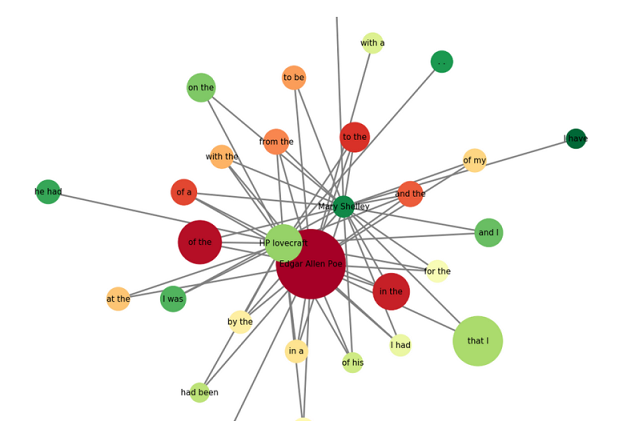 with a
. .
to be
on the
to the
from the
I have
with the
of my
he had
of a
and the
Mary Shelley
and I
of the
HP lovecraft
Edgar Allen Poe
for the
at the
I was
in the
by the
that I
I had
in a
of his
had been